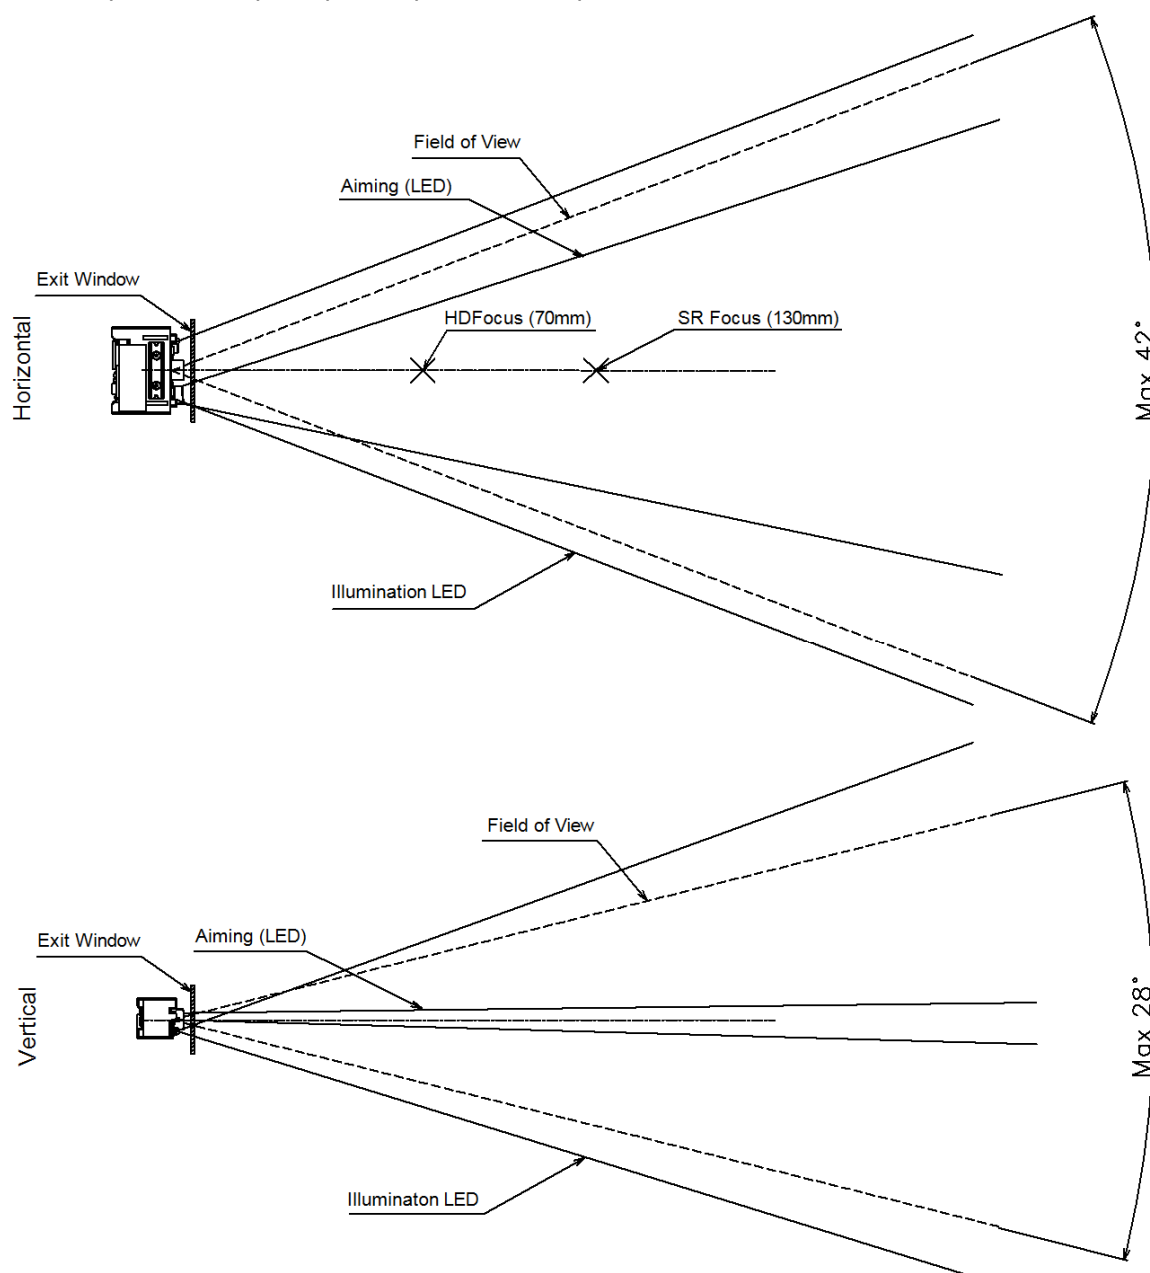 Field of View
Aiming (LED)
Exit Window
HDFocus (70mm)
SR Focus (130mm)
Horizontal
Max 42°
Illumination LED
Field of View
Aiming (LED)
Exit Window
Vertical
Max 28°
Illuminaton LED